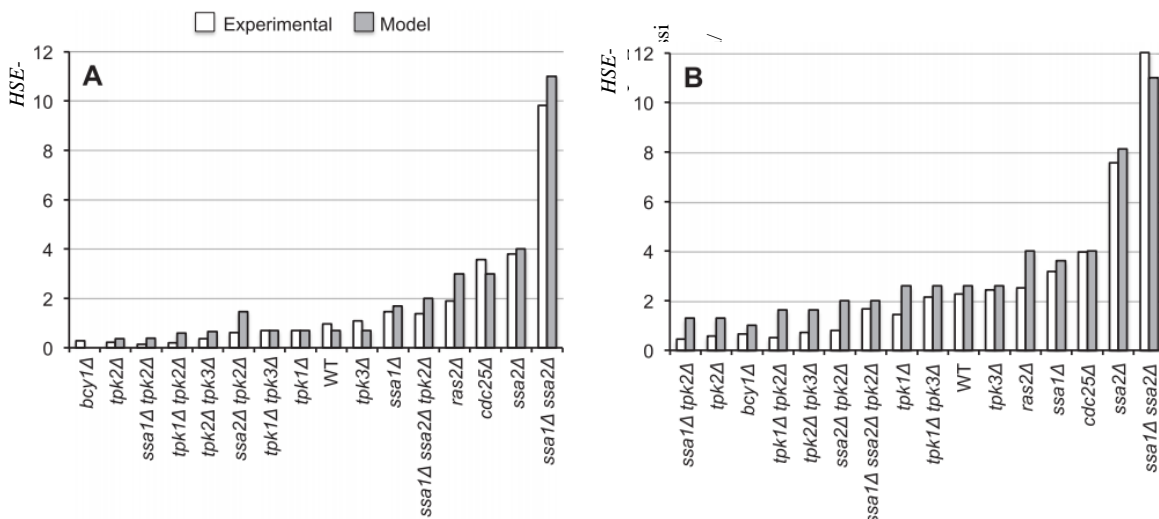 Experimental Model
A
HSE-
12
10
8
6
4
2
0
bcy1Δ
tpk2Δ
ssa1Δ tpk2Δ
tpk1Δ tpk2Δ
tpk2Δ tpk3Δ
ssa2Δ tpk2Δ
tpk1Δ tpk3Δ
tpk1Δ
WT
tpk3Δ
ssa1Δ
ssa1Δ ssa2Δ tpk2Δ
ras2Δ
cdc25Δ
ssa2Δ
ssa1Δ ssa2Δ
B
HSE-
ssi
/
12
10
8
6
4
2
0
ssa1Δ tpk2Δ
tpk2Δ
bcy1Δ
tpk1Δ tpk2Δ
tpk2Δ tpk3Δ
ssa2Δ tpk2Δ
ssa1Δ ssa2Δ tpk2Δ
tpk1Δ
tpk1Δ tpk3Δ
WT
tpk3Δ
ras2Δ
ssa1Δ
cdc25Δ
ssa2Δ
ssa1Δ ssa2Δ